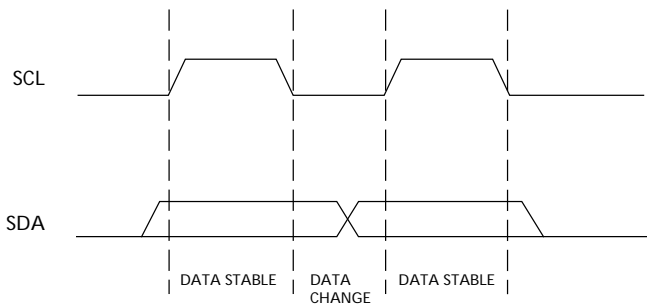 SCL
SDA
DATA STABLE
DATA
CHANGE
DATA STABLE